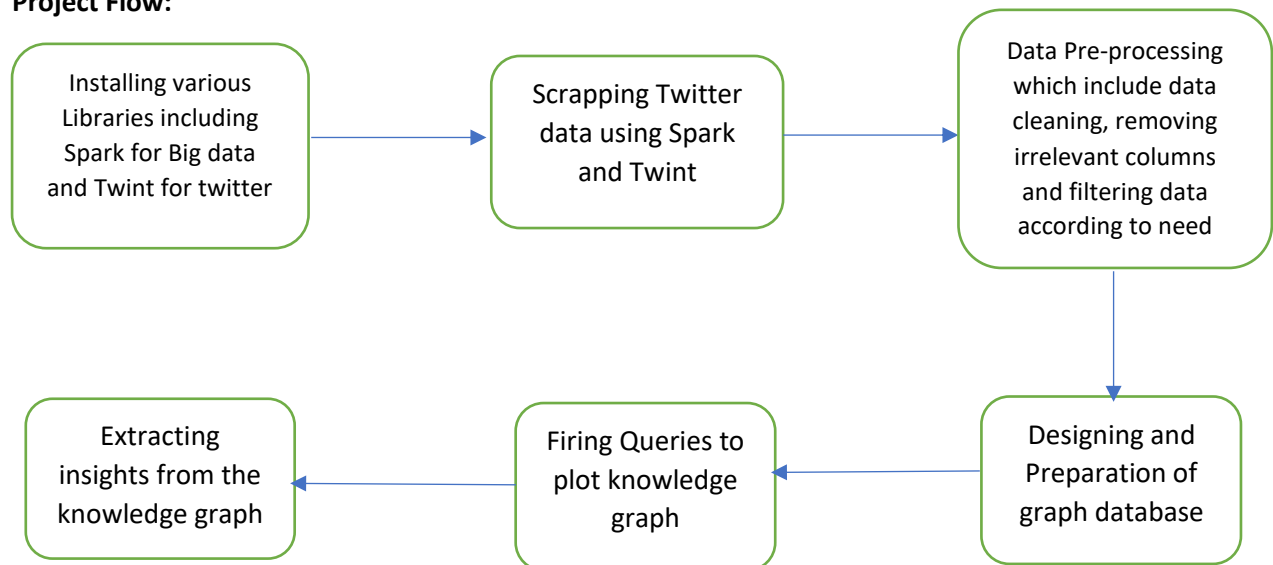 Project Flow:
Installing various
Libraries including
Spark for Big data
and Twint for twitter
Scrapping Twitter
data using Spark
and Twint
Data Pre-processing
which include data
cleaning, removing
irrelevant columns
and filtering data
according to need
Designing and
Preparation of
graph database
Firing Queries to
plot knowledge
graph
Extracting
insights from the
knowledge graph